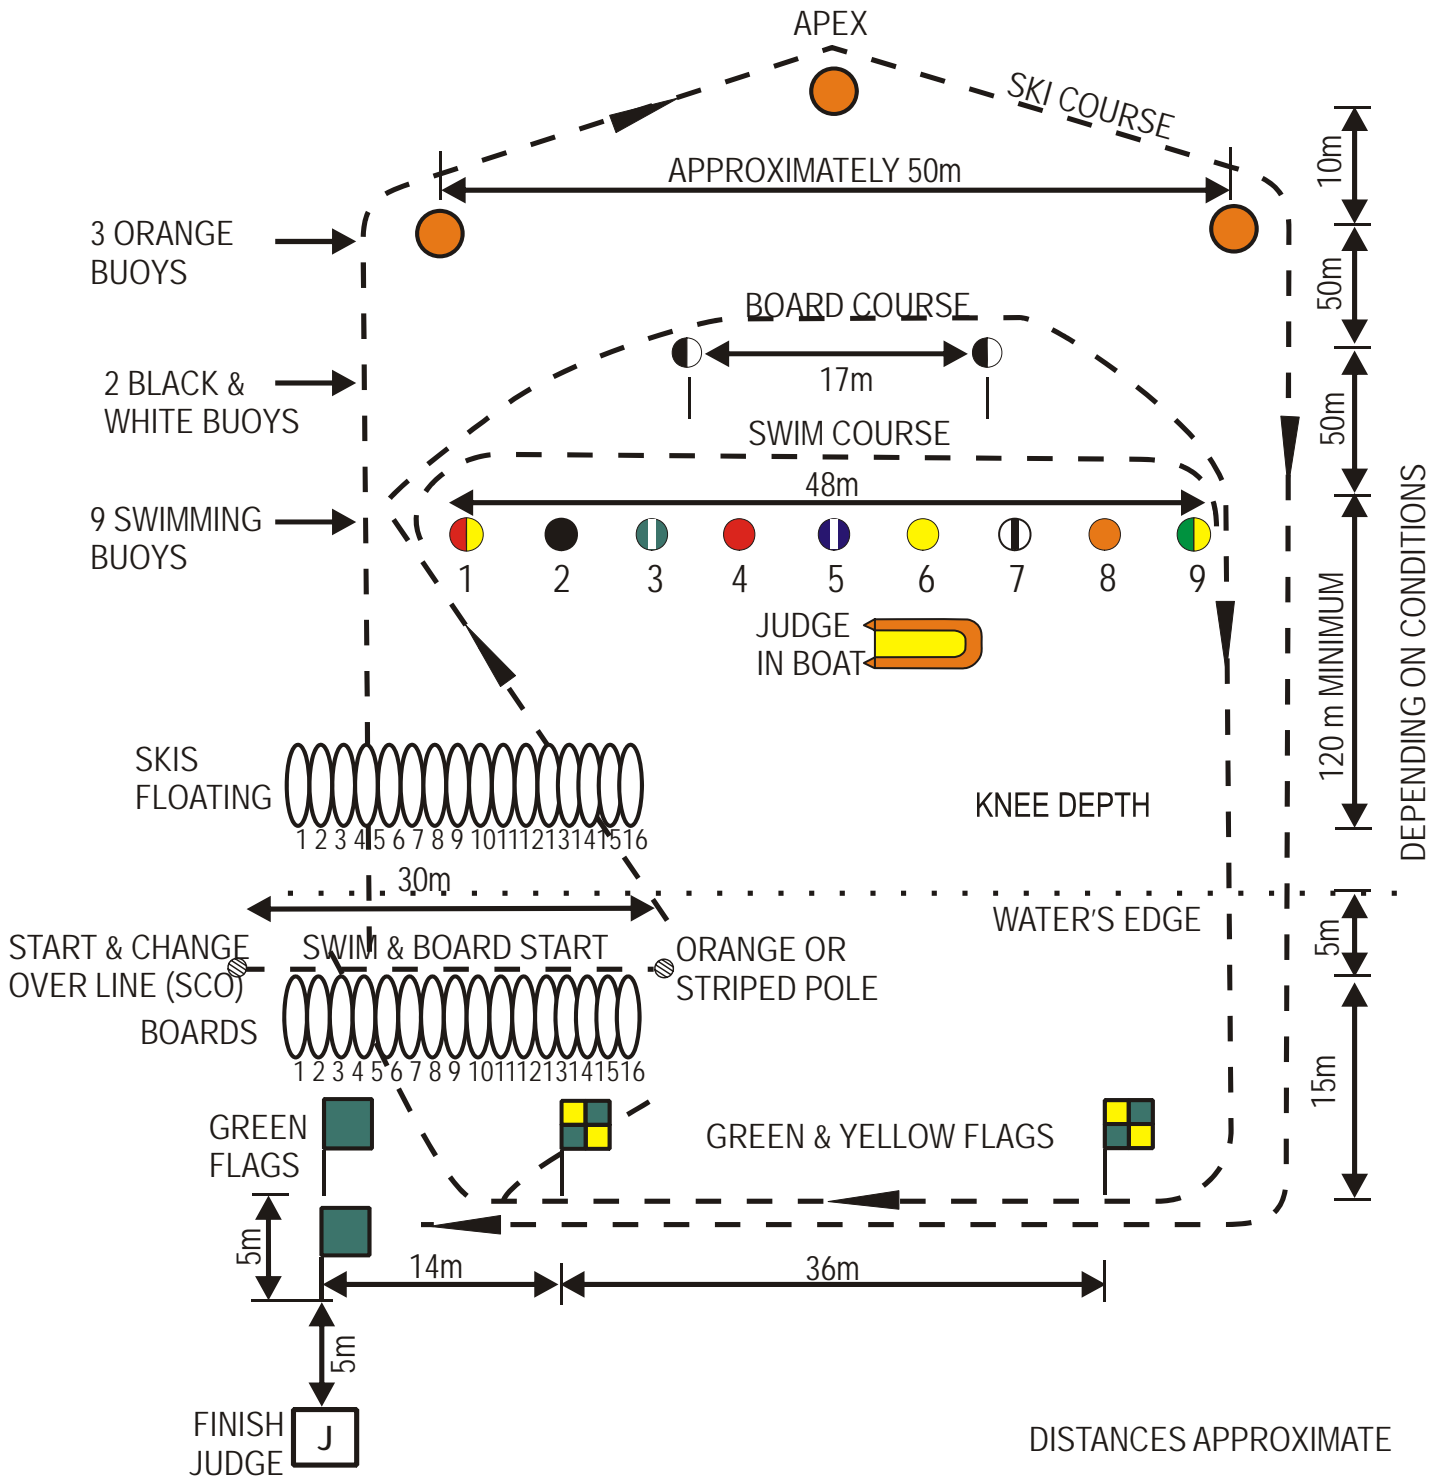 APEX
SKI COURSE
APPROXIMATELY 50m
10m
3 ORANGE
BUOYS
50m
BOARD COURSE
17m
2 BLACK &
WHITE BUOYS
50m
SWIM COURSE
48m
9 SWIMMING
BUOYS
1 2 3 4 5 6 7 8 9
JUDGE
IN BOAT
120 m MINIMUM
DEPENDING ON CONDITIONS
SKIS
FLOATING
KNEE DEPTH
1 2 3 4 5 6 7 8 9 10 11 12 13 14 15 16
30m
WATER'S EDGE
5m
START & CHANGE
OVER LINE (SCO)
SWIM & BOARD START
ORANGE OR
STRIPED POLE
BOARDS
1 2 3 4 5 6 7 8 9 10 11 12 13 14 15 16
15m
GREEN
FLAGS
GREEN & YELLOW FLAGS
5m
14m
36m
5m
FINISH
JUDGE
J
DISTANCES APPROXIMATE